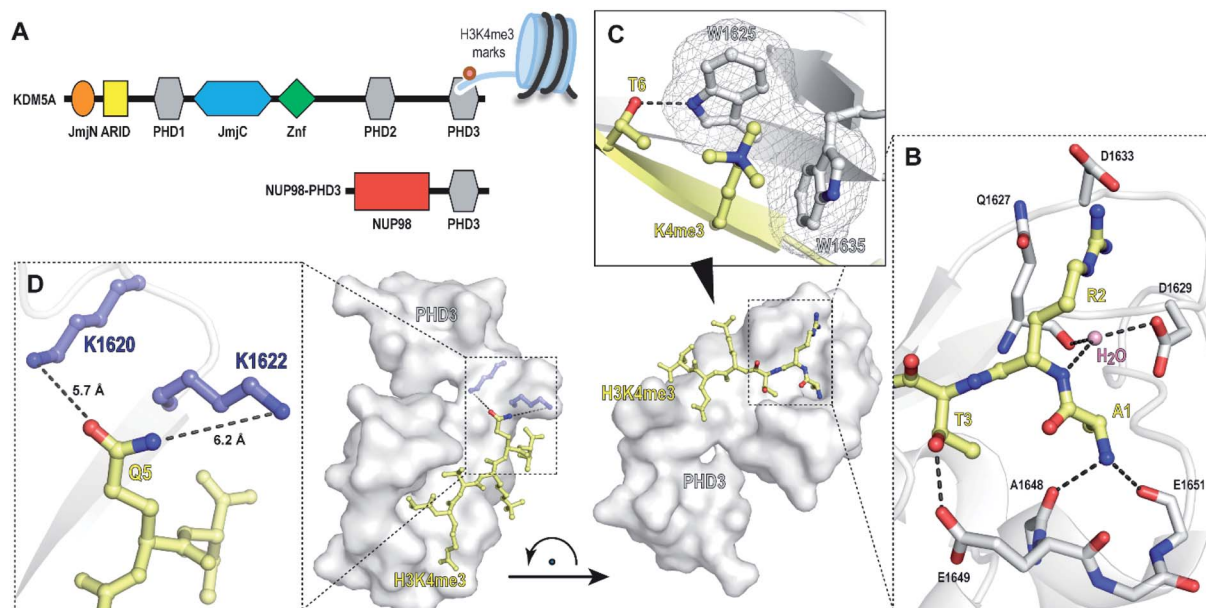 A
H3K4me3
marks
KDM5A
JmjN ARID PHD1 JmjC Znf PHD2 PHD3
NUP98-PHD3
NUP98 PHD3
C
W1625
T6
K4me3
W1635
B
D1633
Q1627
R2
D1629
H₂O
T3
A1
A1648
E1651
E1649
D
K1620
K1622
5.7 Å
6.2 Å
Q5
PHD3
H3K4me3
H3K4me3
PHD3